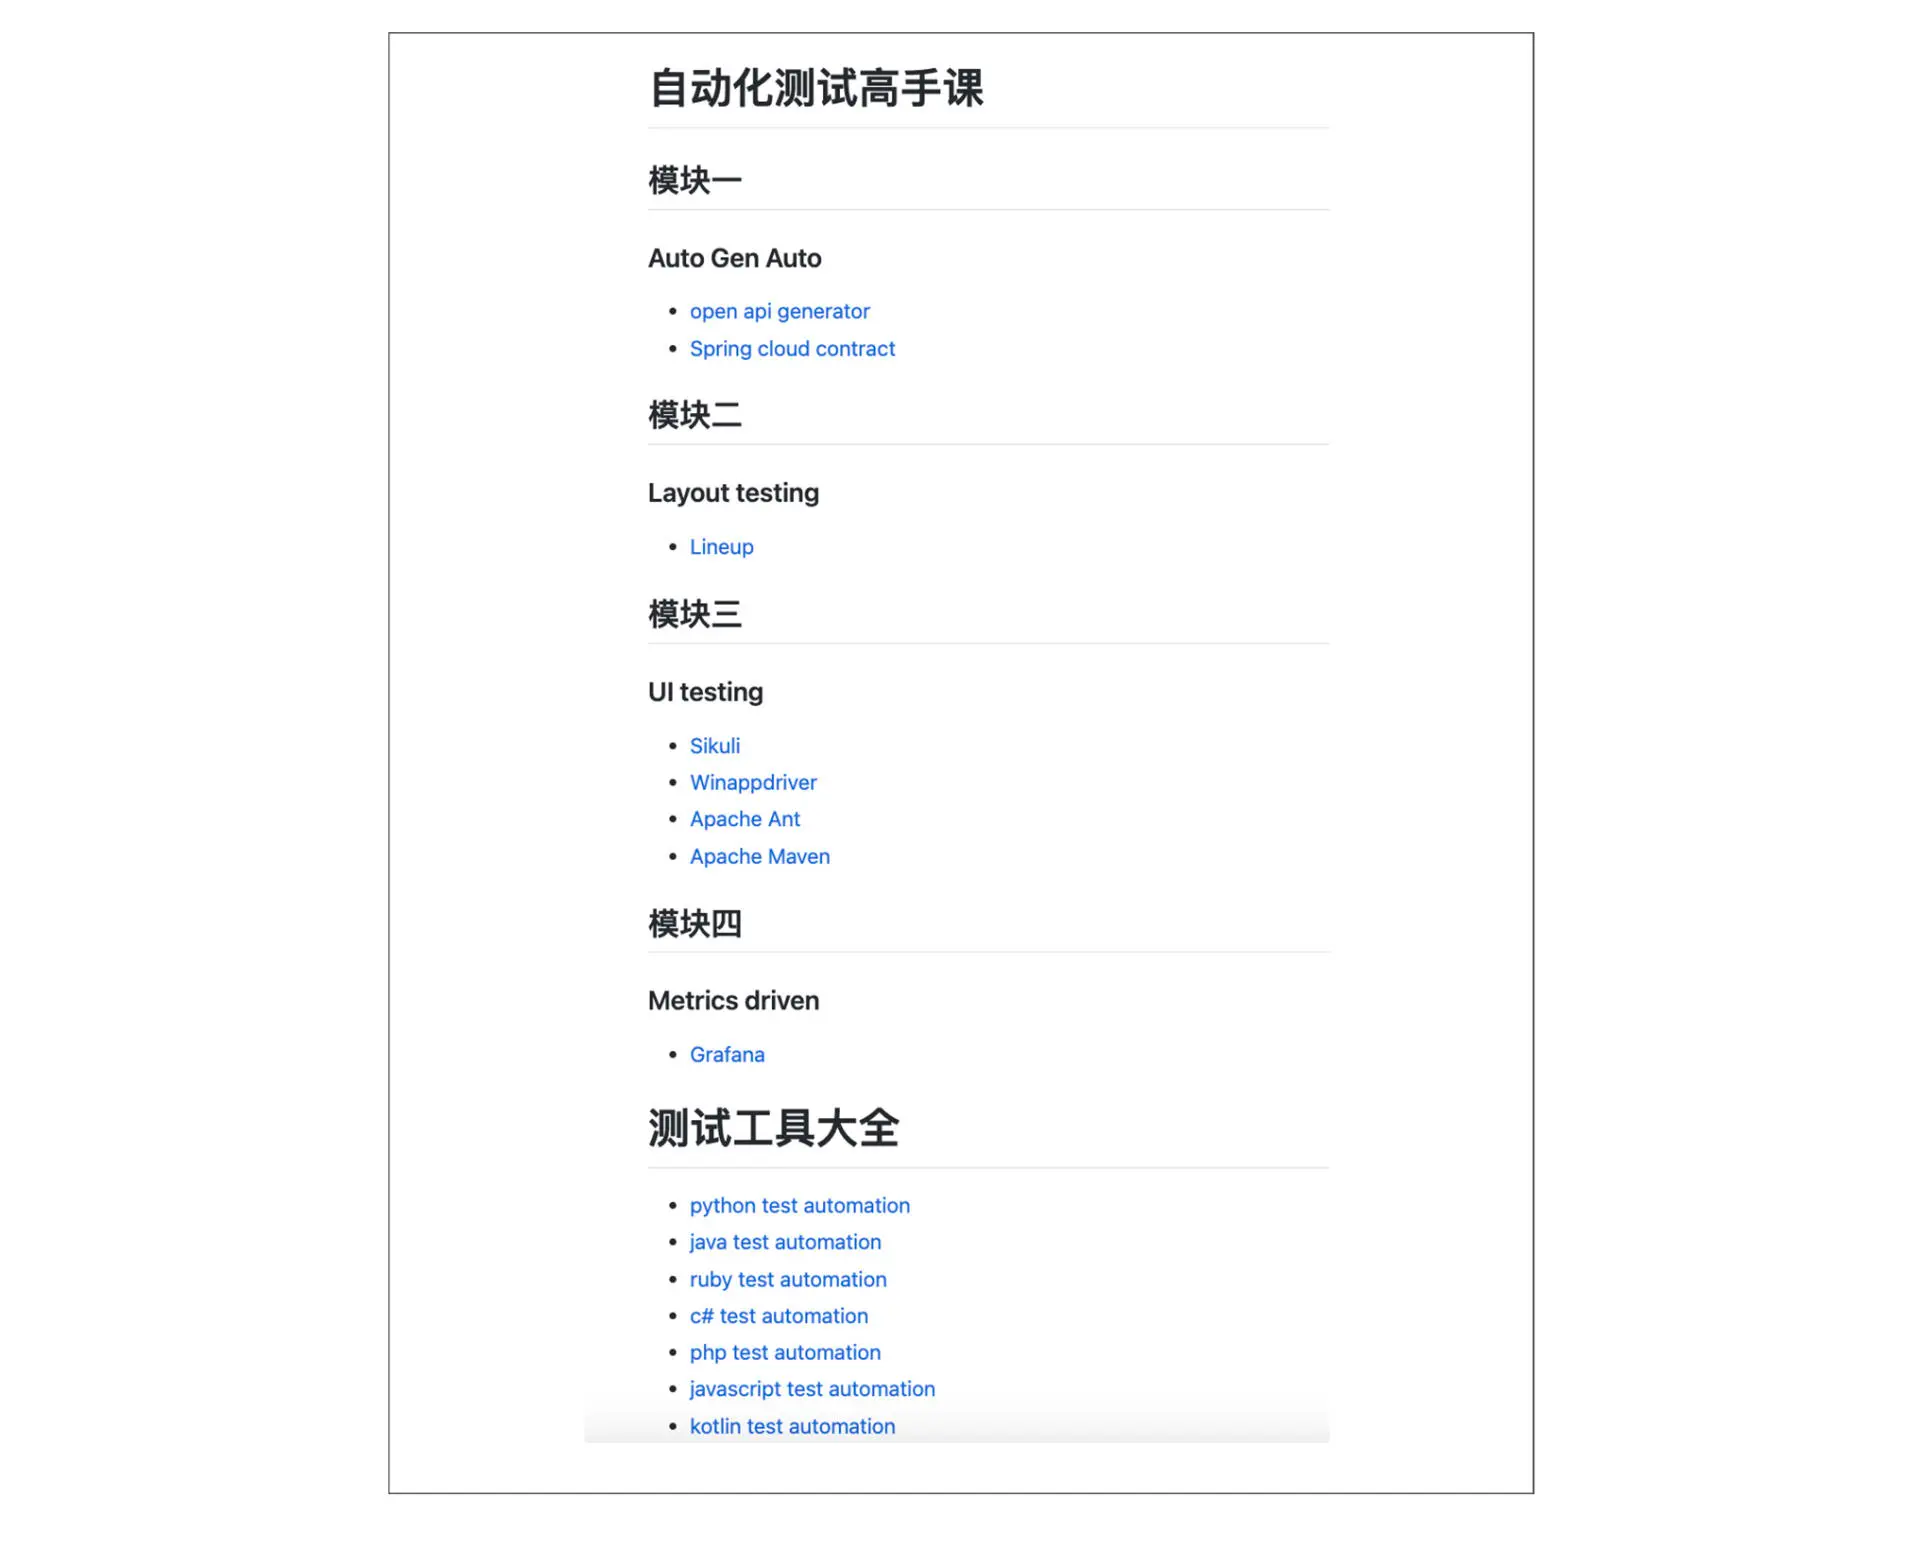 自动化测试高手课
模块一
Auto Gen Auto
open api generator
Spring cloud contract
模块二
Layout testing
Lineup
模块三
UI testing
Sikuli
Winappdriver
Apache Ant
Apache Maven
模块四
Metrics driven
Grafana
测试工具大全
python test automation
java test automation
ruby test automation
c# test automation
php test automation
javascript test automation
kotlin test automation